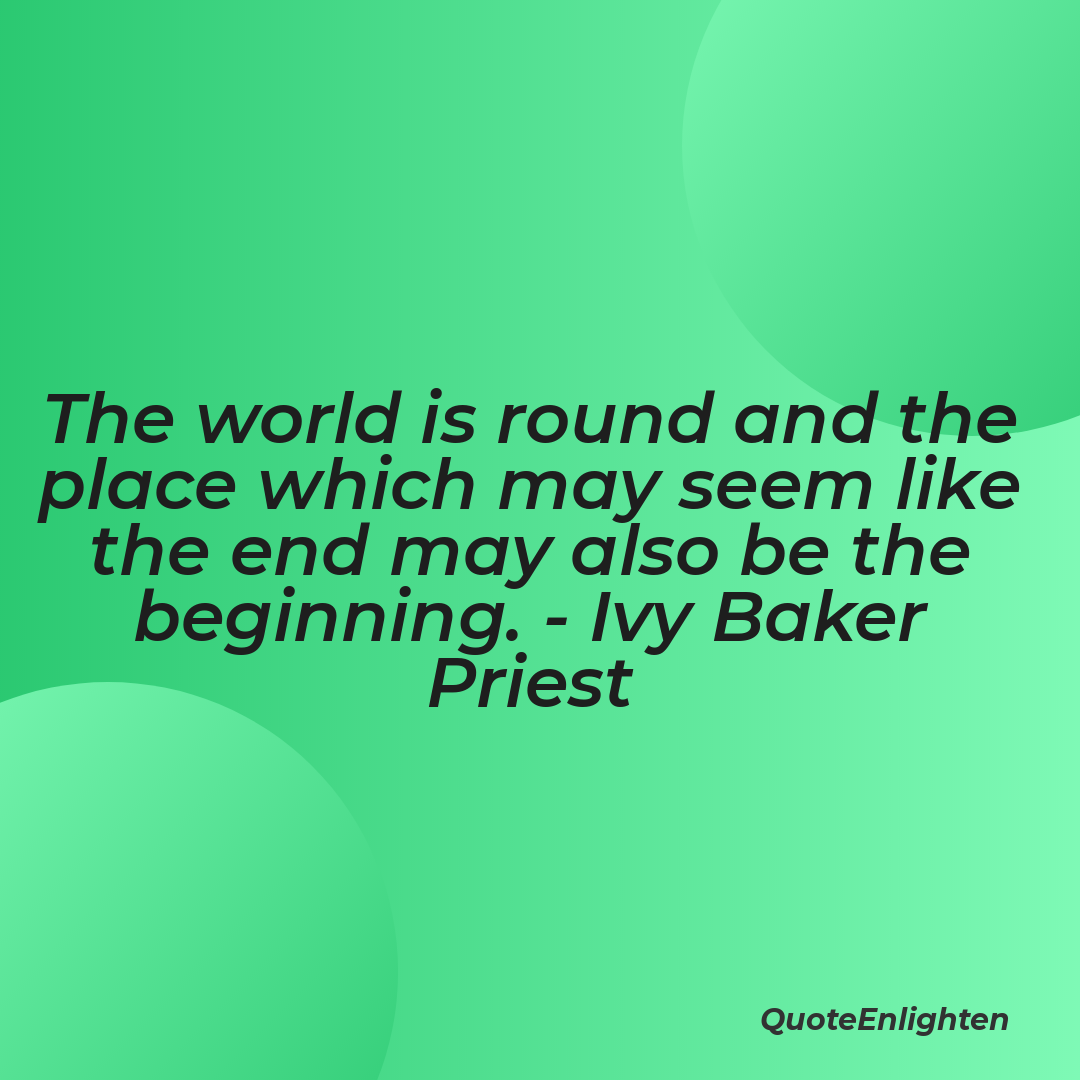 The world is round and the
place which may seem like
the end may also be the
beginning. - Ivy Baker
Priest
QuoteEnlighten